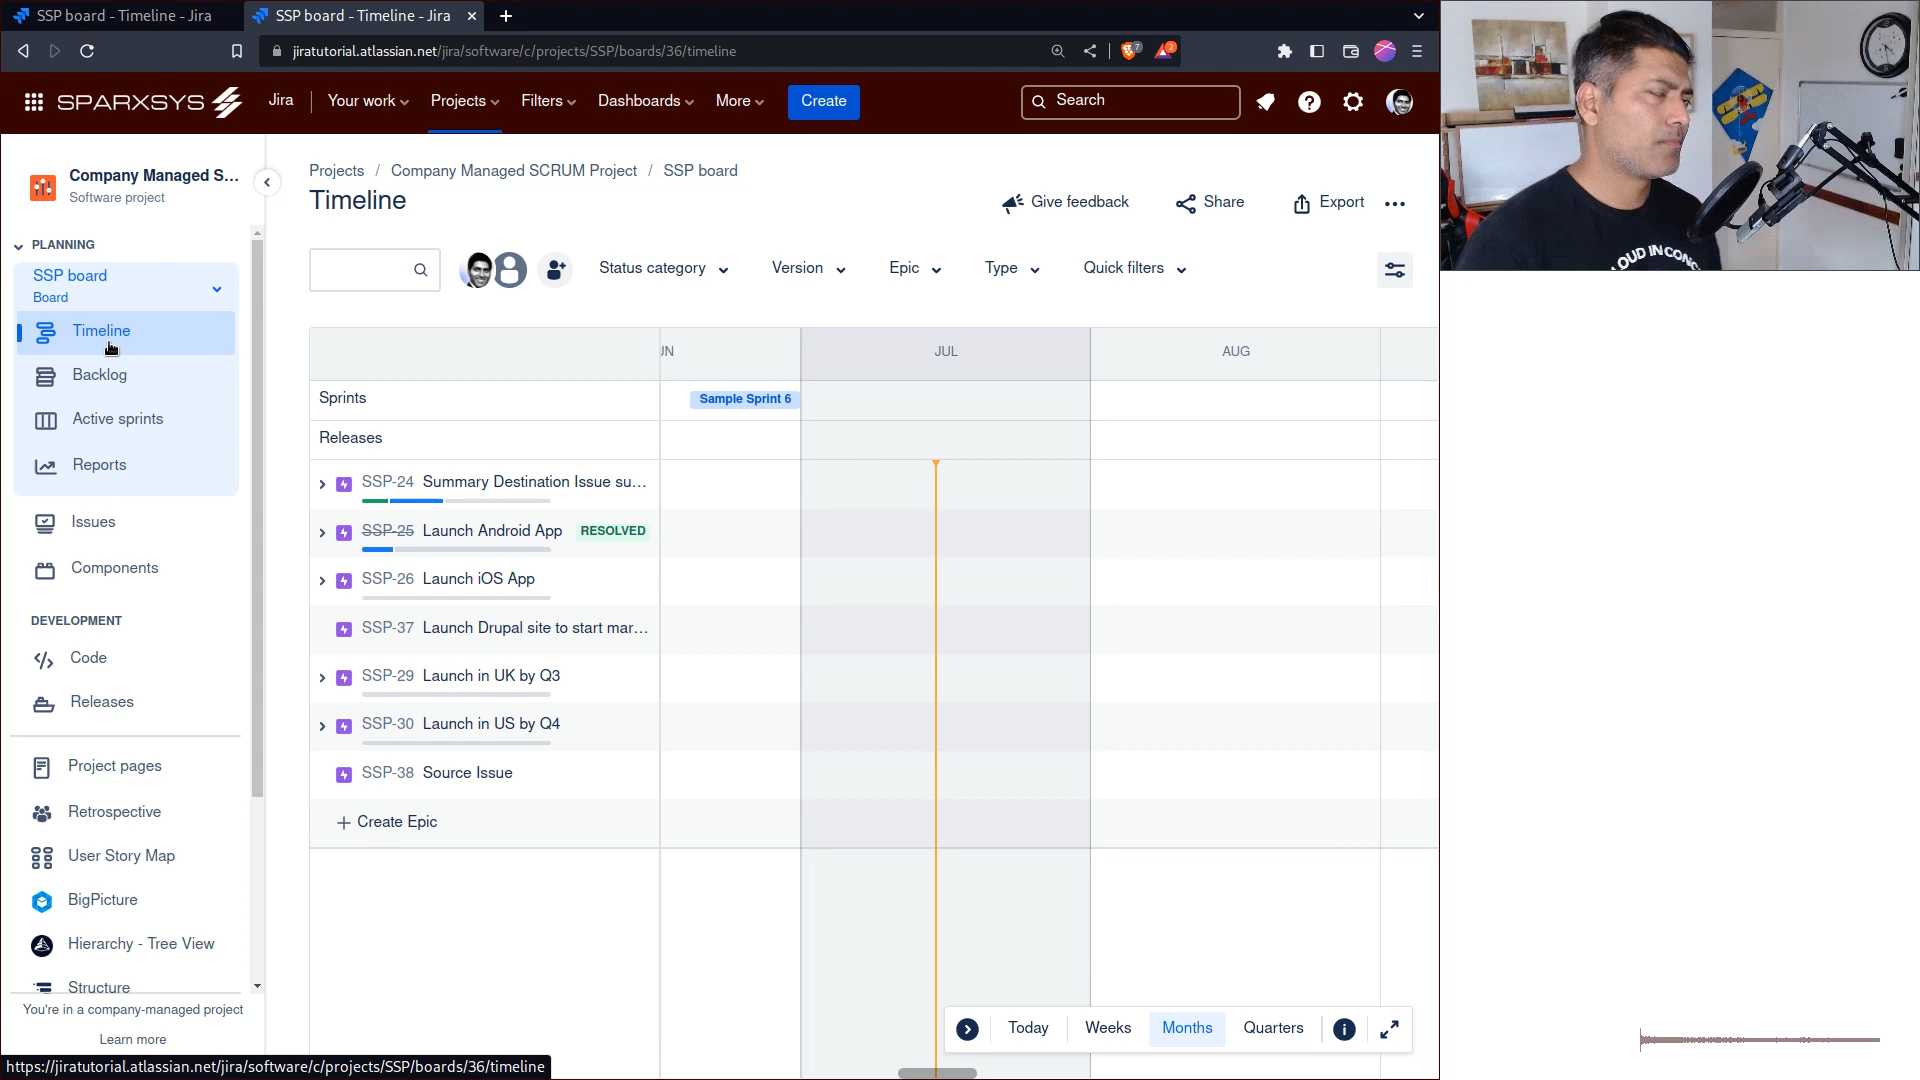 SSP board - Timeline - Jira
SSP board - Timeline - Jira
jiratutorial.atlassian.net/jira/software/c/projects/SSP/boards/36/timeline
7
2
SPARXSYS
Jira
Your work
Projects
Filters
Dashboards
More
Create
Search
Company Managed S...
Software project
PLANNING
SSP board
Board
Timeline
Backlog
Active sprints
Reports
Issues
Components
DEVELOPMENT
Code
Releases
Project pages
Retrospective
User Story Map
BigPicture
Hierarchy - Tree View
Structure
You're in a company-managed project
Learn more
https://jiratutorial.atlassian.net/jira/software/c/projects/SSP/boards/36/timeline
Projects / Company Managed SCRUM Project / SSP board
Timeline
Give feedback
Share
Export
Status category
Version
Epic
Type
Quick filters
UN
JUL
AUG
Sprints
Sample Sprint 6
Releases
SSP-24 Summary Destination Issue su...
SSP-25 Launch Android App RESOLVED
SSP-26 Launch iOS App
SSP-37 Launch Drupal site to start mar...
SSP-29 Launch in UK by Q3
SSP-30 Launch in US by Q4
SSP-38 Source Issue
+ Create Epic
Today
Weeks
Months
Quarters
LOUD IN CONC